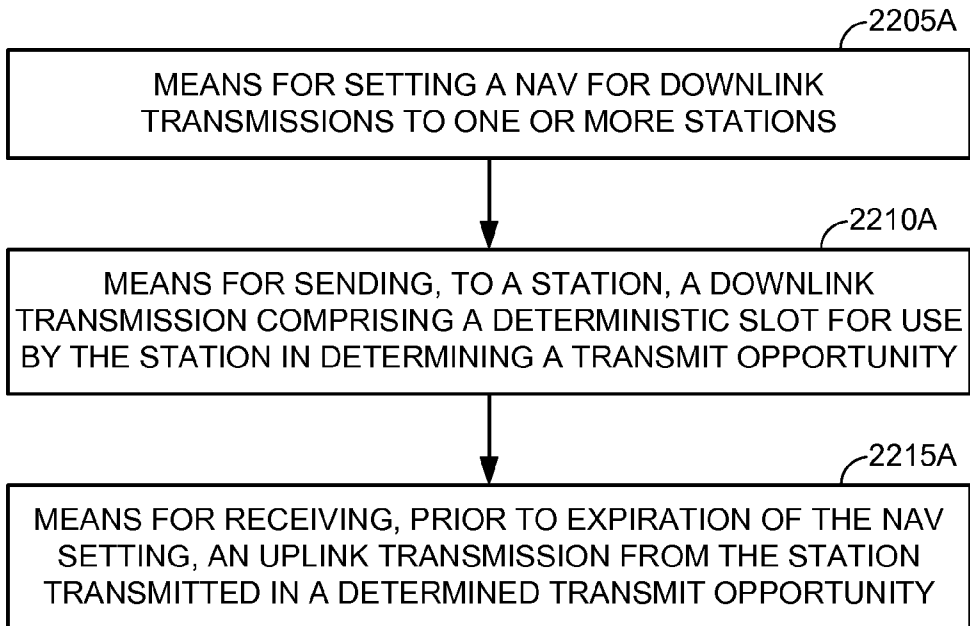 2205A
MEANS FOR SETTING A NAV FOR DOWNLINK
TRANSMISSIONS TO ONE OR MORE STATIONS
2210A
MEANS FOR SENDING, TO A STATION, A DOWNLINK
TRANSMISSION COMPRISING A DETERMINISTIC SLOT FOR USE
BY THE STATION IN DETERMINING A TRANSMIT OPPORTUNITY
2215A
MEANS FOR RECEIVING, PRIOR TO EXPIRATION OF THE NAV
SETTING, AN UPLINK TRANSMISSION FROM THE STATION
TRANSMITTED IN A DETERMINED TRANSMIT OPPORTUNITY